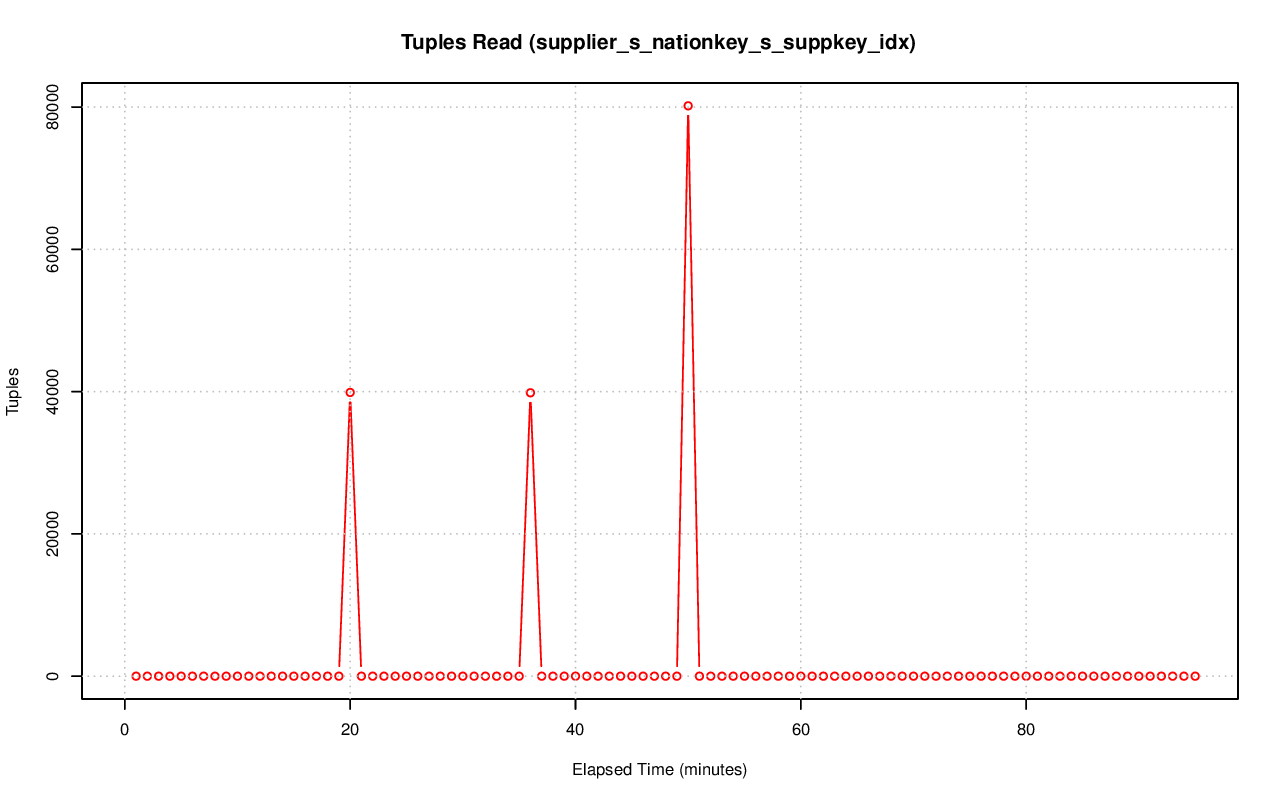 Tuples Read (supplier_s_nationkey_s_suppkey_idx)
80000
60000
40000
20000
0
Tuples
0 20 40 60 80
Elapsed Time (minutes)